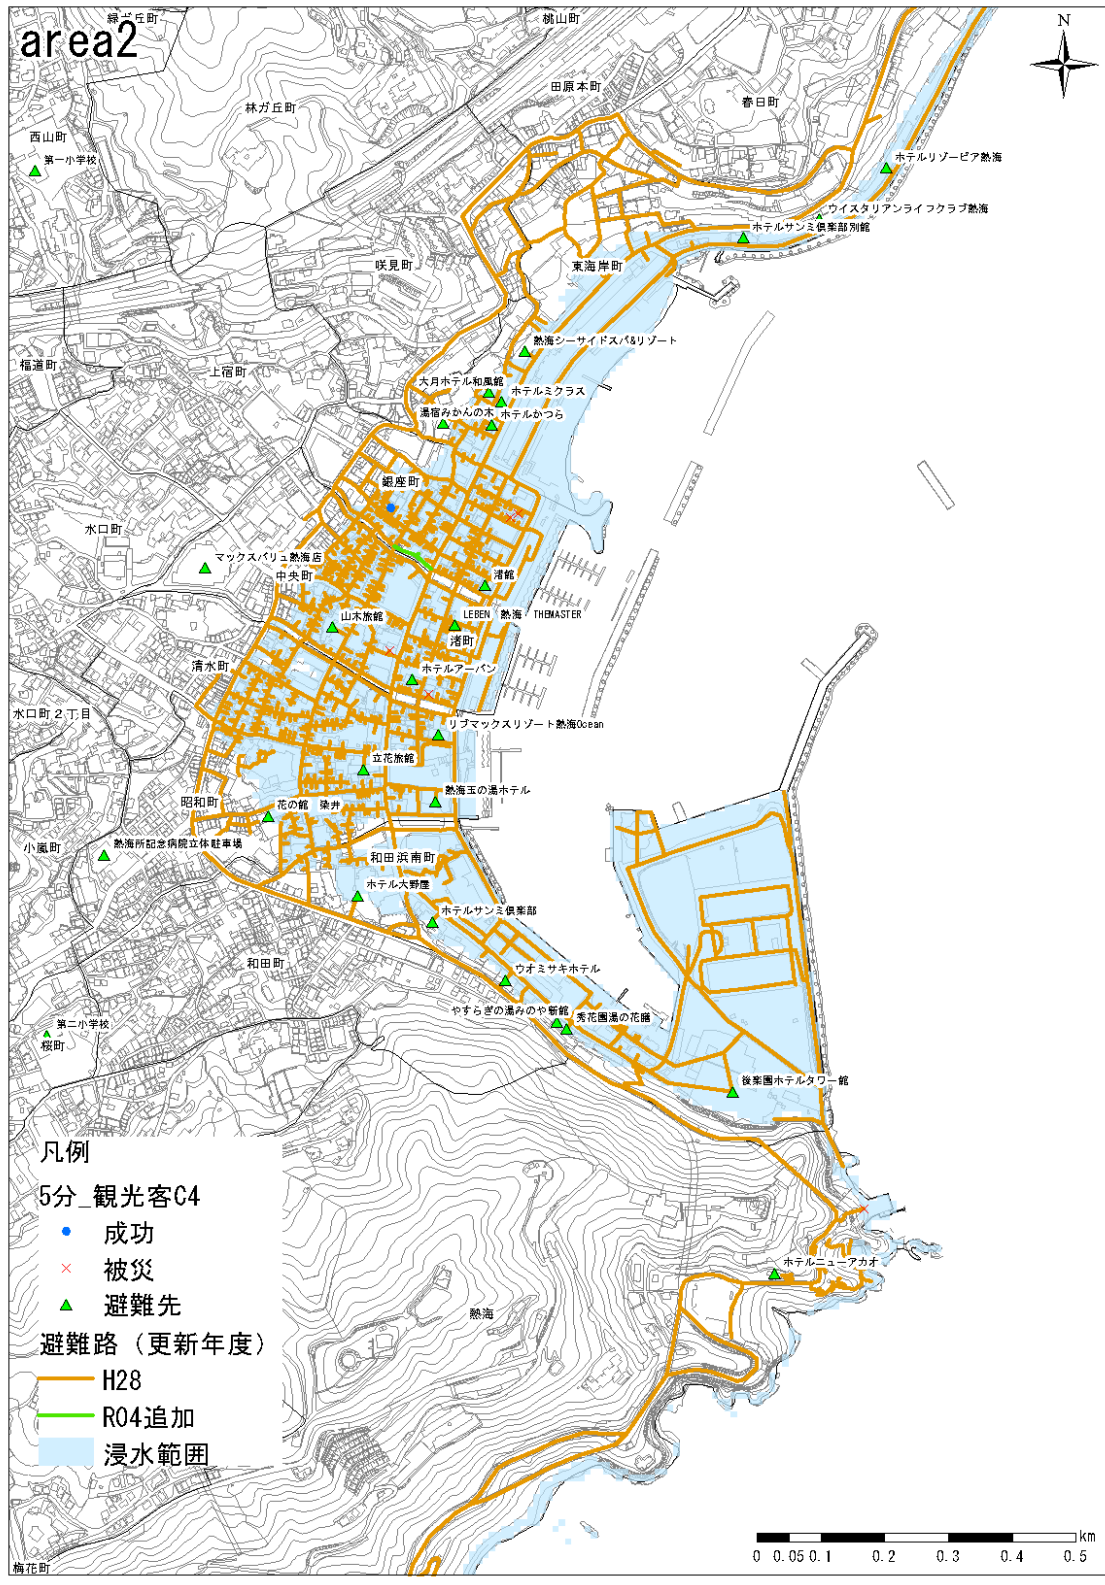 緑ガ丘町
桃山町
area2
N
田原本町
春日町
林ガ丘町
西山町
第一小学校
ホテルリゾーピア熱海
ウイスタリアンライフクラブ熱海
ホテルサンミ倶楽部別館
咲見町
東海岸町
熱海シーサイドスパ&リゾート
福道町
上宿町
大月ホテル和風館
ホテルミクラス
湯宿みかんの木
ホテルかつら
銀座町
水口町
マックスバリュ熱海店
中央町
渚館
山木旅館
LEBEN 熱海 THEMASTER
渚町
清水町
ホテルアーバン
水口町2丁目
リブマックスリゾート熱海Ocean
立花旅館
昭和町
花の館 染井
熱海玉の湯ホテル
小嵐町
熱海所記念病院立体駐車場
和田浜南町
ホテル大野屋
ホテルサンミ倶楽部
和田町
ウオミサキホテル
やすらぎの湯みのや新館
秀花園湯の花膳
第二小学校
桜町
後楽園ホテルタワー館
凡例
5分_観光客C4
成功
被災
避難先
避難路（更新年度）
H28
R04追加
浸水範囲
ホテルニューアカオ
熱海
km
0 0.05 0.1 0.2 0.3 0.4 0.5
梅花町